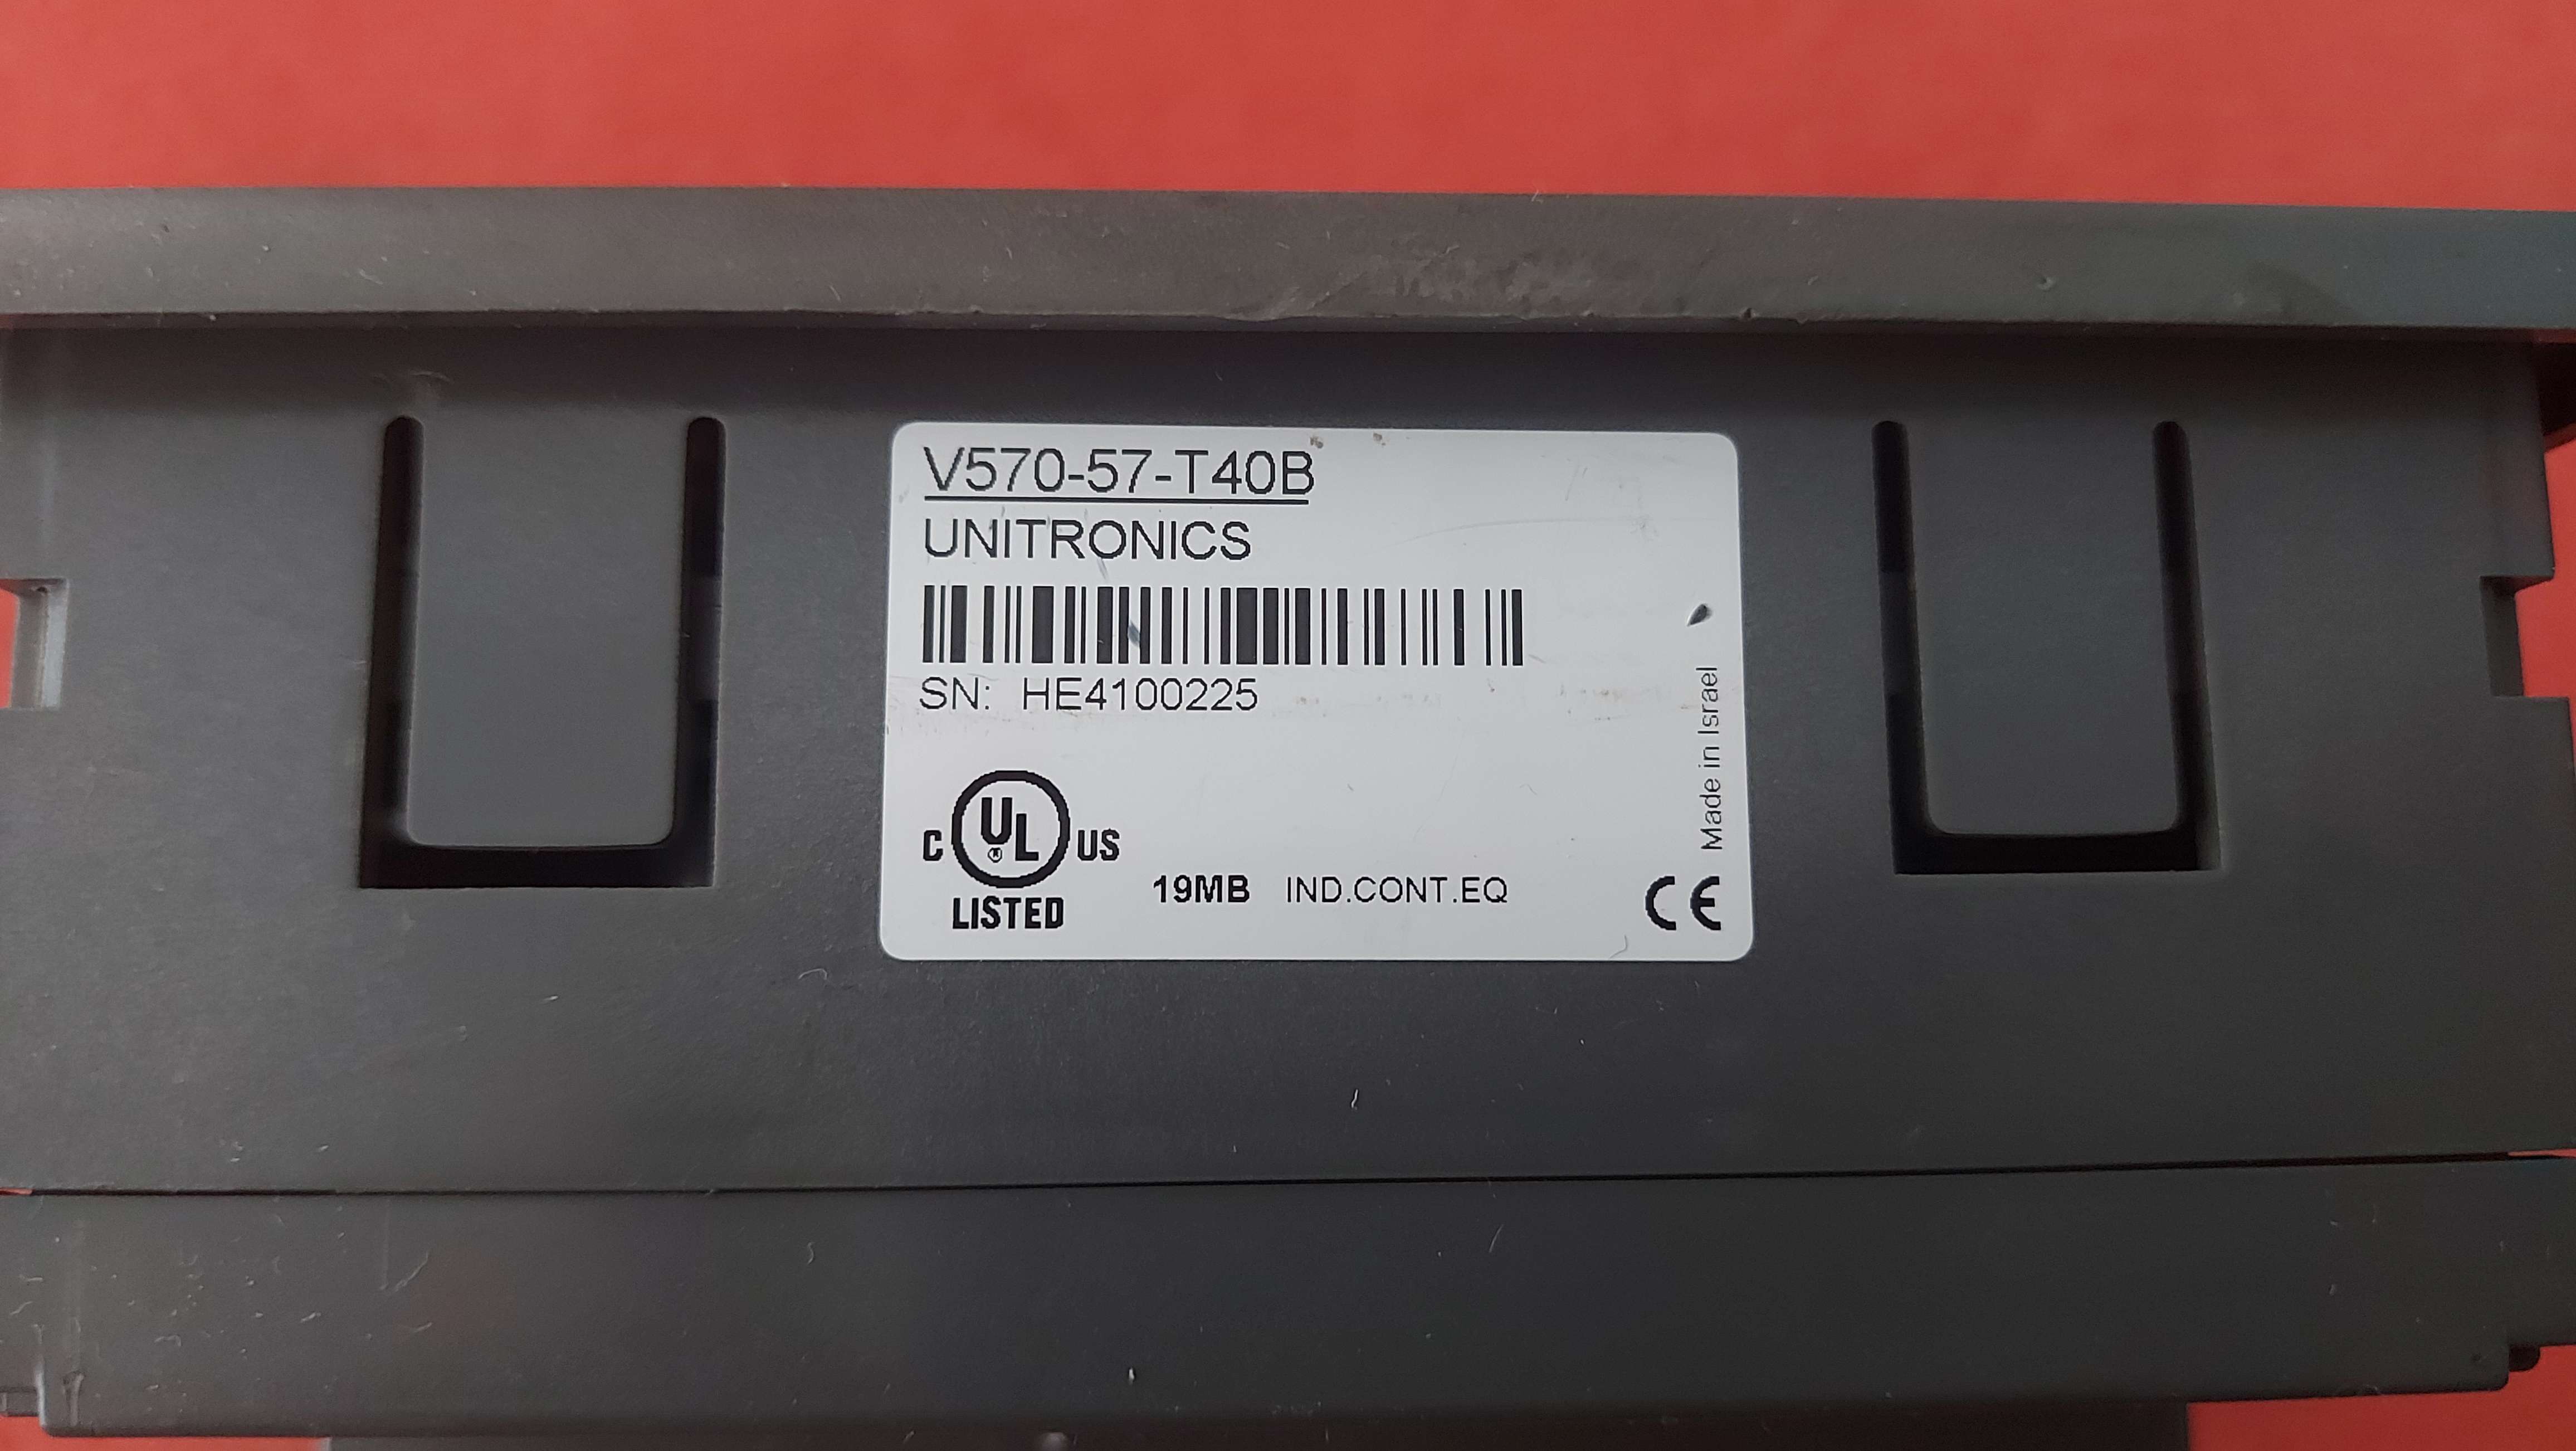 V570-57-T40B
UNITRONICS
SN: HE4100225
Made in Israel
C UL US
LISTED
19MB IND.CONT.EQ
CE